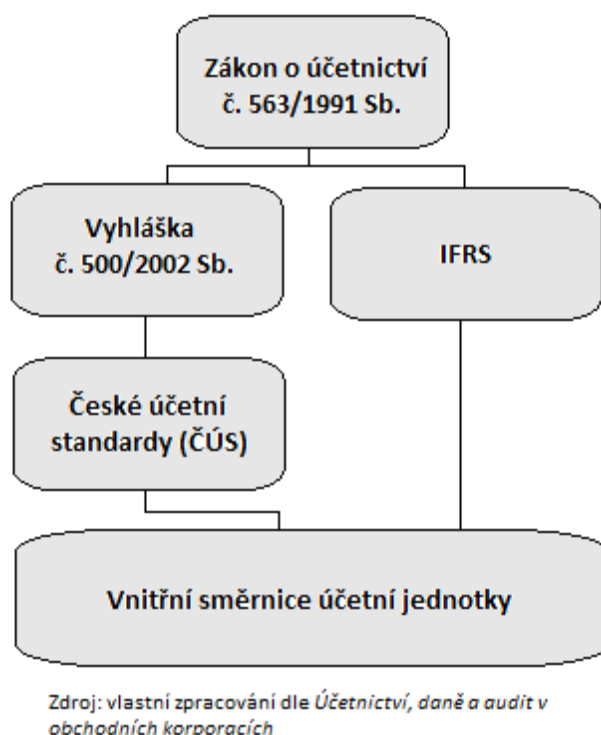 Zákon o účetnictví
č. 563/1991 Sb.
Vyhláška
č. 500/2002 Sb.
IFRS
České účetní
standardy (ČÚS)
Vnitřní směrnice účetní jednotky
Zdroj: vlastní zpracování dle Účetnictví, daně a audit v
obchodních korporacích